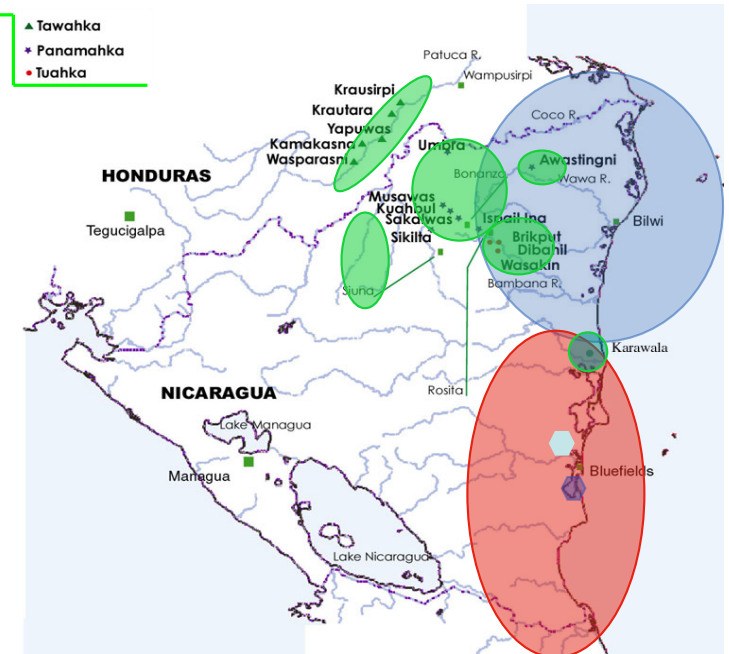 Tawahka
Panamahka
Tuahka
Patuca R.
Wampusirpi
Krausirpi
Krautara
Yapuwas
Kamakasna
Wasparasni
Coco R.
Umbra
Awastingni
Bonanza
Wawa R.
HONDURAS
Tegucigalpa
Musawas
Kuahbul
Sakalwas
Sikilta
Ispail
Brikput
Dibahil
Wasakin
Bilwi
Bambana R.
Siuna
Karawala
Rosita
NICARAGUA
Lake Managua
Managua
Bluefields
Lake Nicaragua